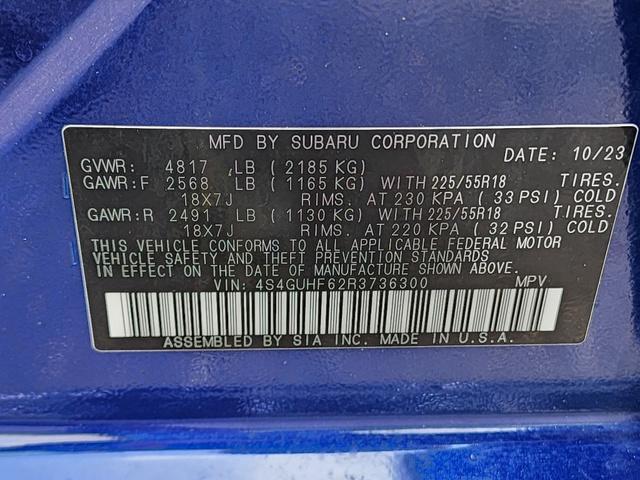 MFD BY SUBARU CORPORATION
DATE: 10/23
GVWR: 4817 LB (2185 KG)
GAWR:F 2568 LB (1165 KG) WITH 225/55R18 TIRES.
18X7J RIMS. AT 230 KPA (33 PSI) COLD
GAWR:R 2491 LB (1130 KG) WITH 225/55R18 TIRES.
18X7J RIMS. AT 220 KPA (32 PSI) COLD
THIS VEHICLE CONFORMS TO ALL APPLICABLE FEDERAL MOTOR
VEHICLE SAFETY AND THEFT PREVENTION STANDARDS
IN EFFECT ON THE DATE OF MANUFACTURE SHOWN ABOVE.
VIN: 4S4GUHF62R3736300 MPV
ASSEMBLED BY SIA INC. MADE IN U.S.A.